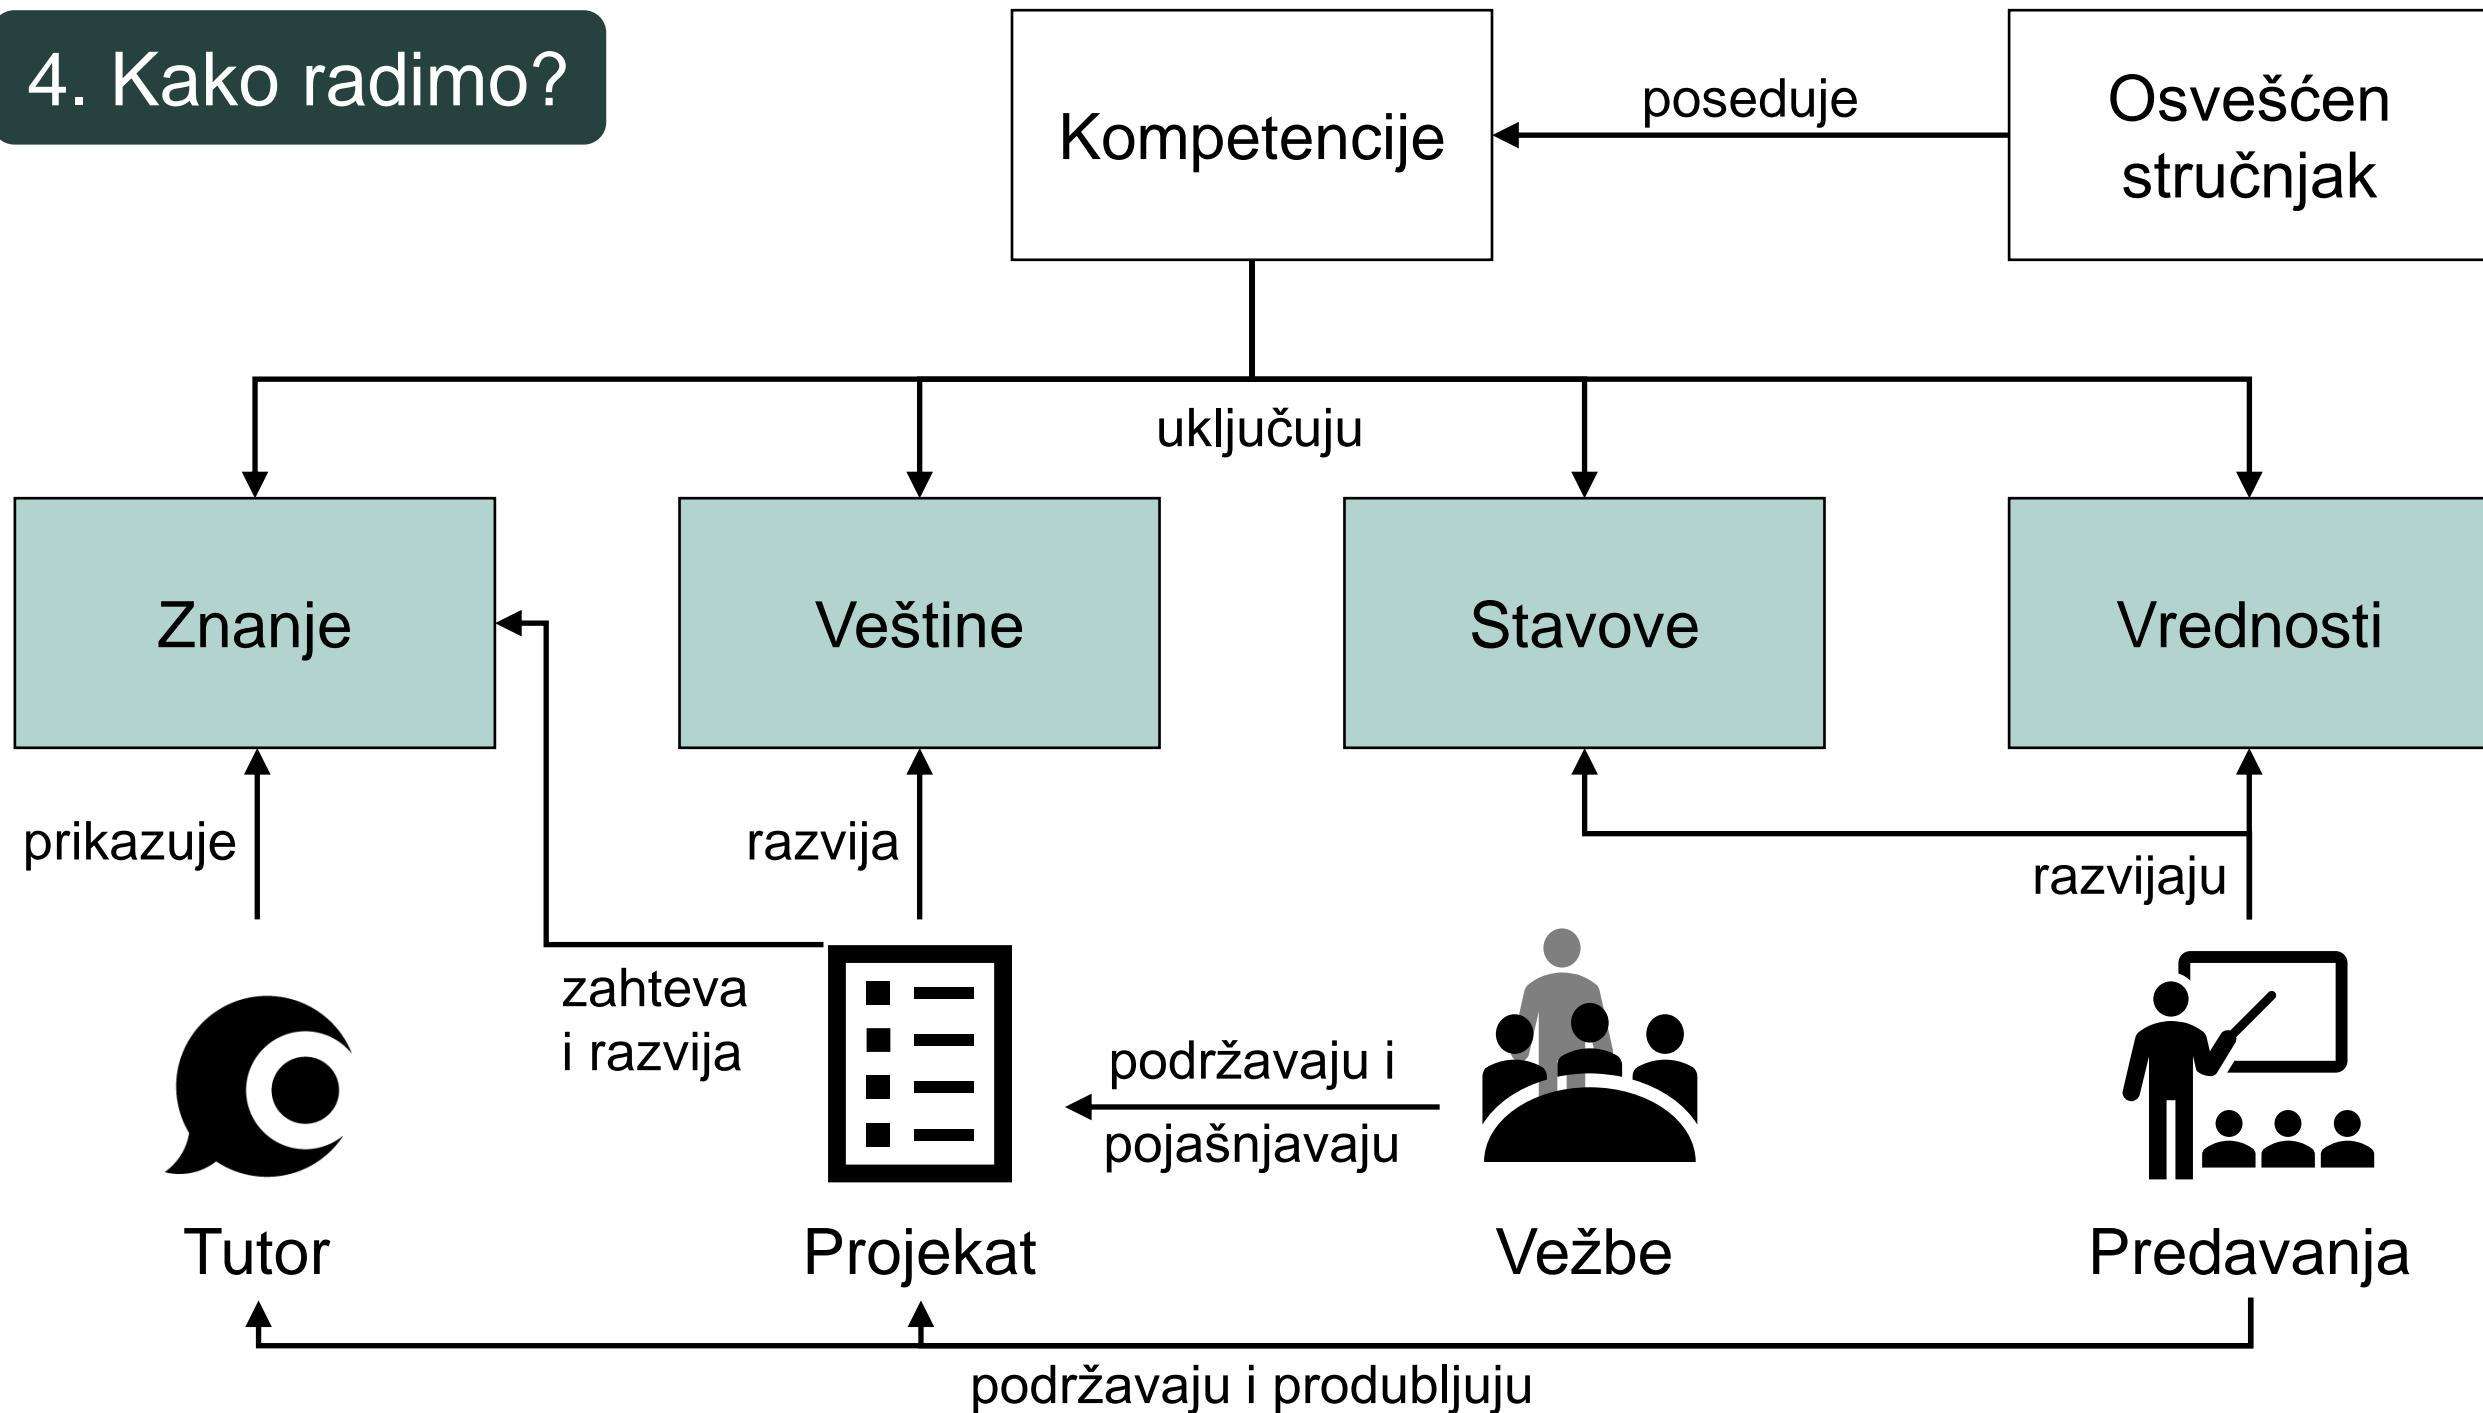 4. Kako radimo?
Kompetencije
poseduje
Osvešćen
stručnjak
uključuju
Znanje
Veštine
Stavove
Vrednosti
prikazuje
razvija
razvijaju
zahteva
i razvija
podržavaju i
pojašnjavaju
Tutor
Projekat
Vežbe
Predavanja
podržavaju i produbljuju